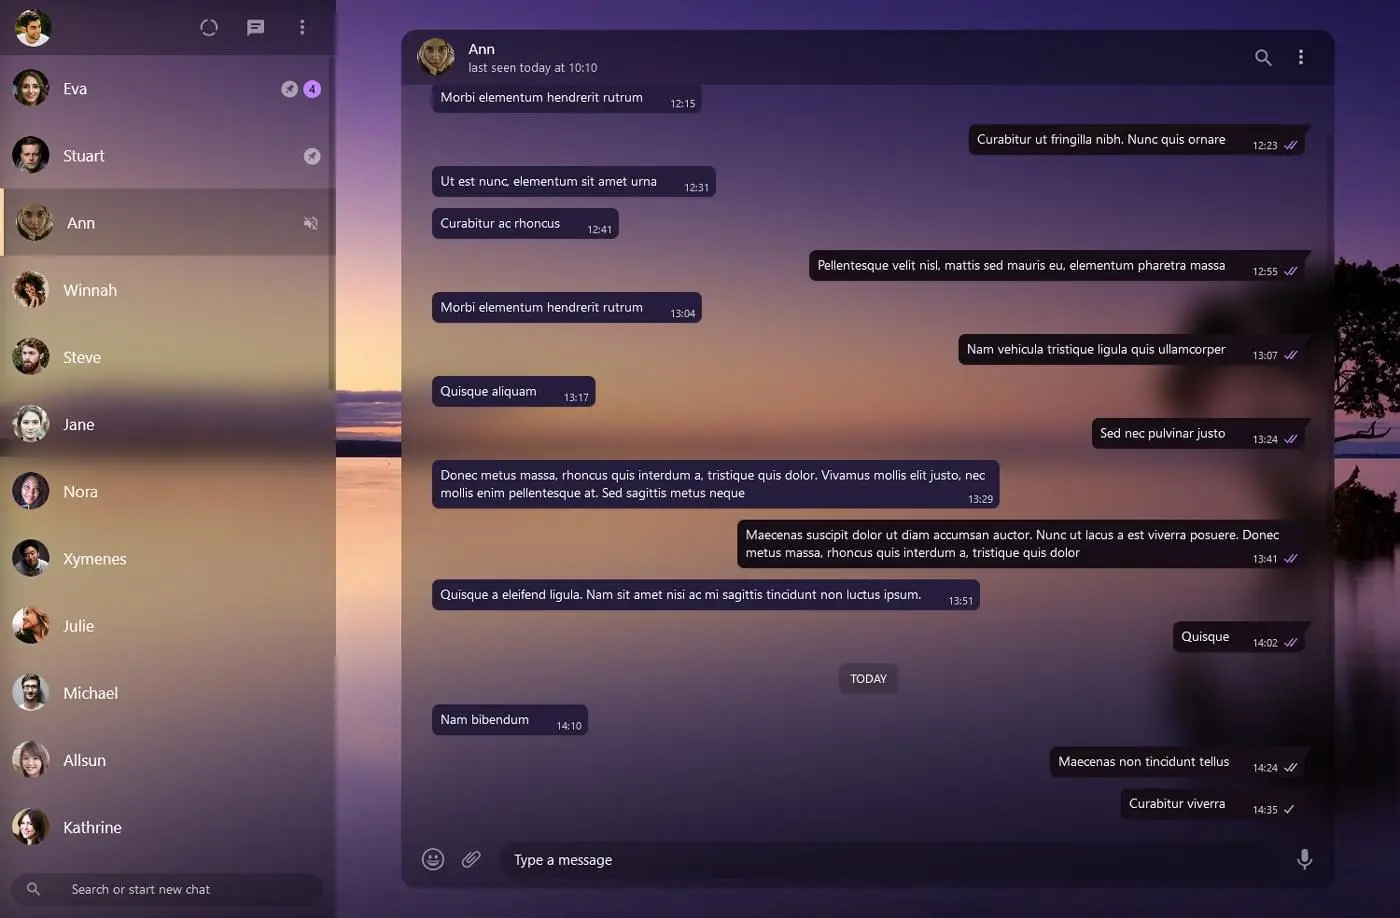 Eva
4
Stuart
Ann
Winnah
Steve
Jane
Nora
Xymenes
Julie
Michael
Allsun
Kathrine
Search or start new chat
Ann
last seen today at 10:10
Morbi elementum hendrerit rutrum 12:15
Curabitur ut fringilla nibh. Nunc quis ornare 12:23
Ut est nunc, elementum sit amet urna 12:31
Curabitur ac rhoncus 12:41
Pellentesque velit nisl, mattis sed mauris eu, elementum pharetra massa 12:55
Morbi elementum hendrerit rutrum 13:04
Nam vehicula tristique ligula quis ullamcorper 13:07
Quisque aliquam 13:17
Sed nec pulvinar justo 13:24
Donec metus massa, rhoncus quis interdum a, tristique quis dolor. Vivamus mollis elit justo, nec
mollis enim pellentesque at. Sed sagittis metus neque 13:29
Maecenas suscipit dolor ut diam accumsan auctor. Nunc ut lacus a est viverra posuere. Donec
metus massa, rhoncus quis interdum a, tristique quis dolor 13:41
Quisque a eleifend ligula. Nam sit amet nisi ac mi sagittis tincidunt non luctus ipsum. 13:51
Quisque 14:02
TODAY
Nam bibendum 14:10
Maecenas non tincidunt tellus 14:24
Curabitur viverra 14:35
Type a message